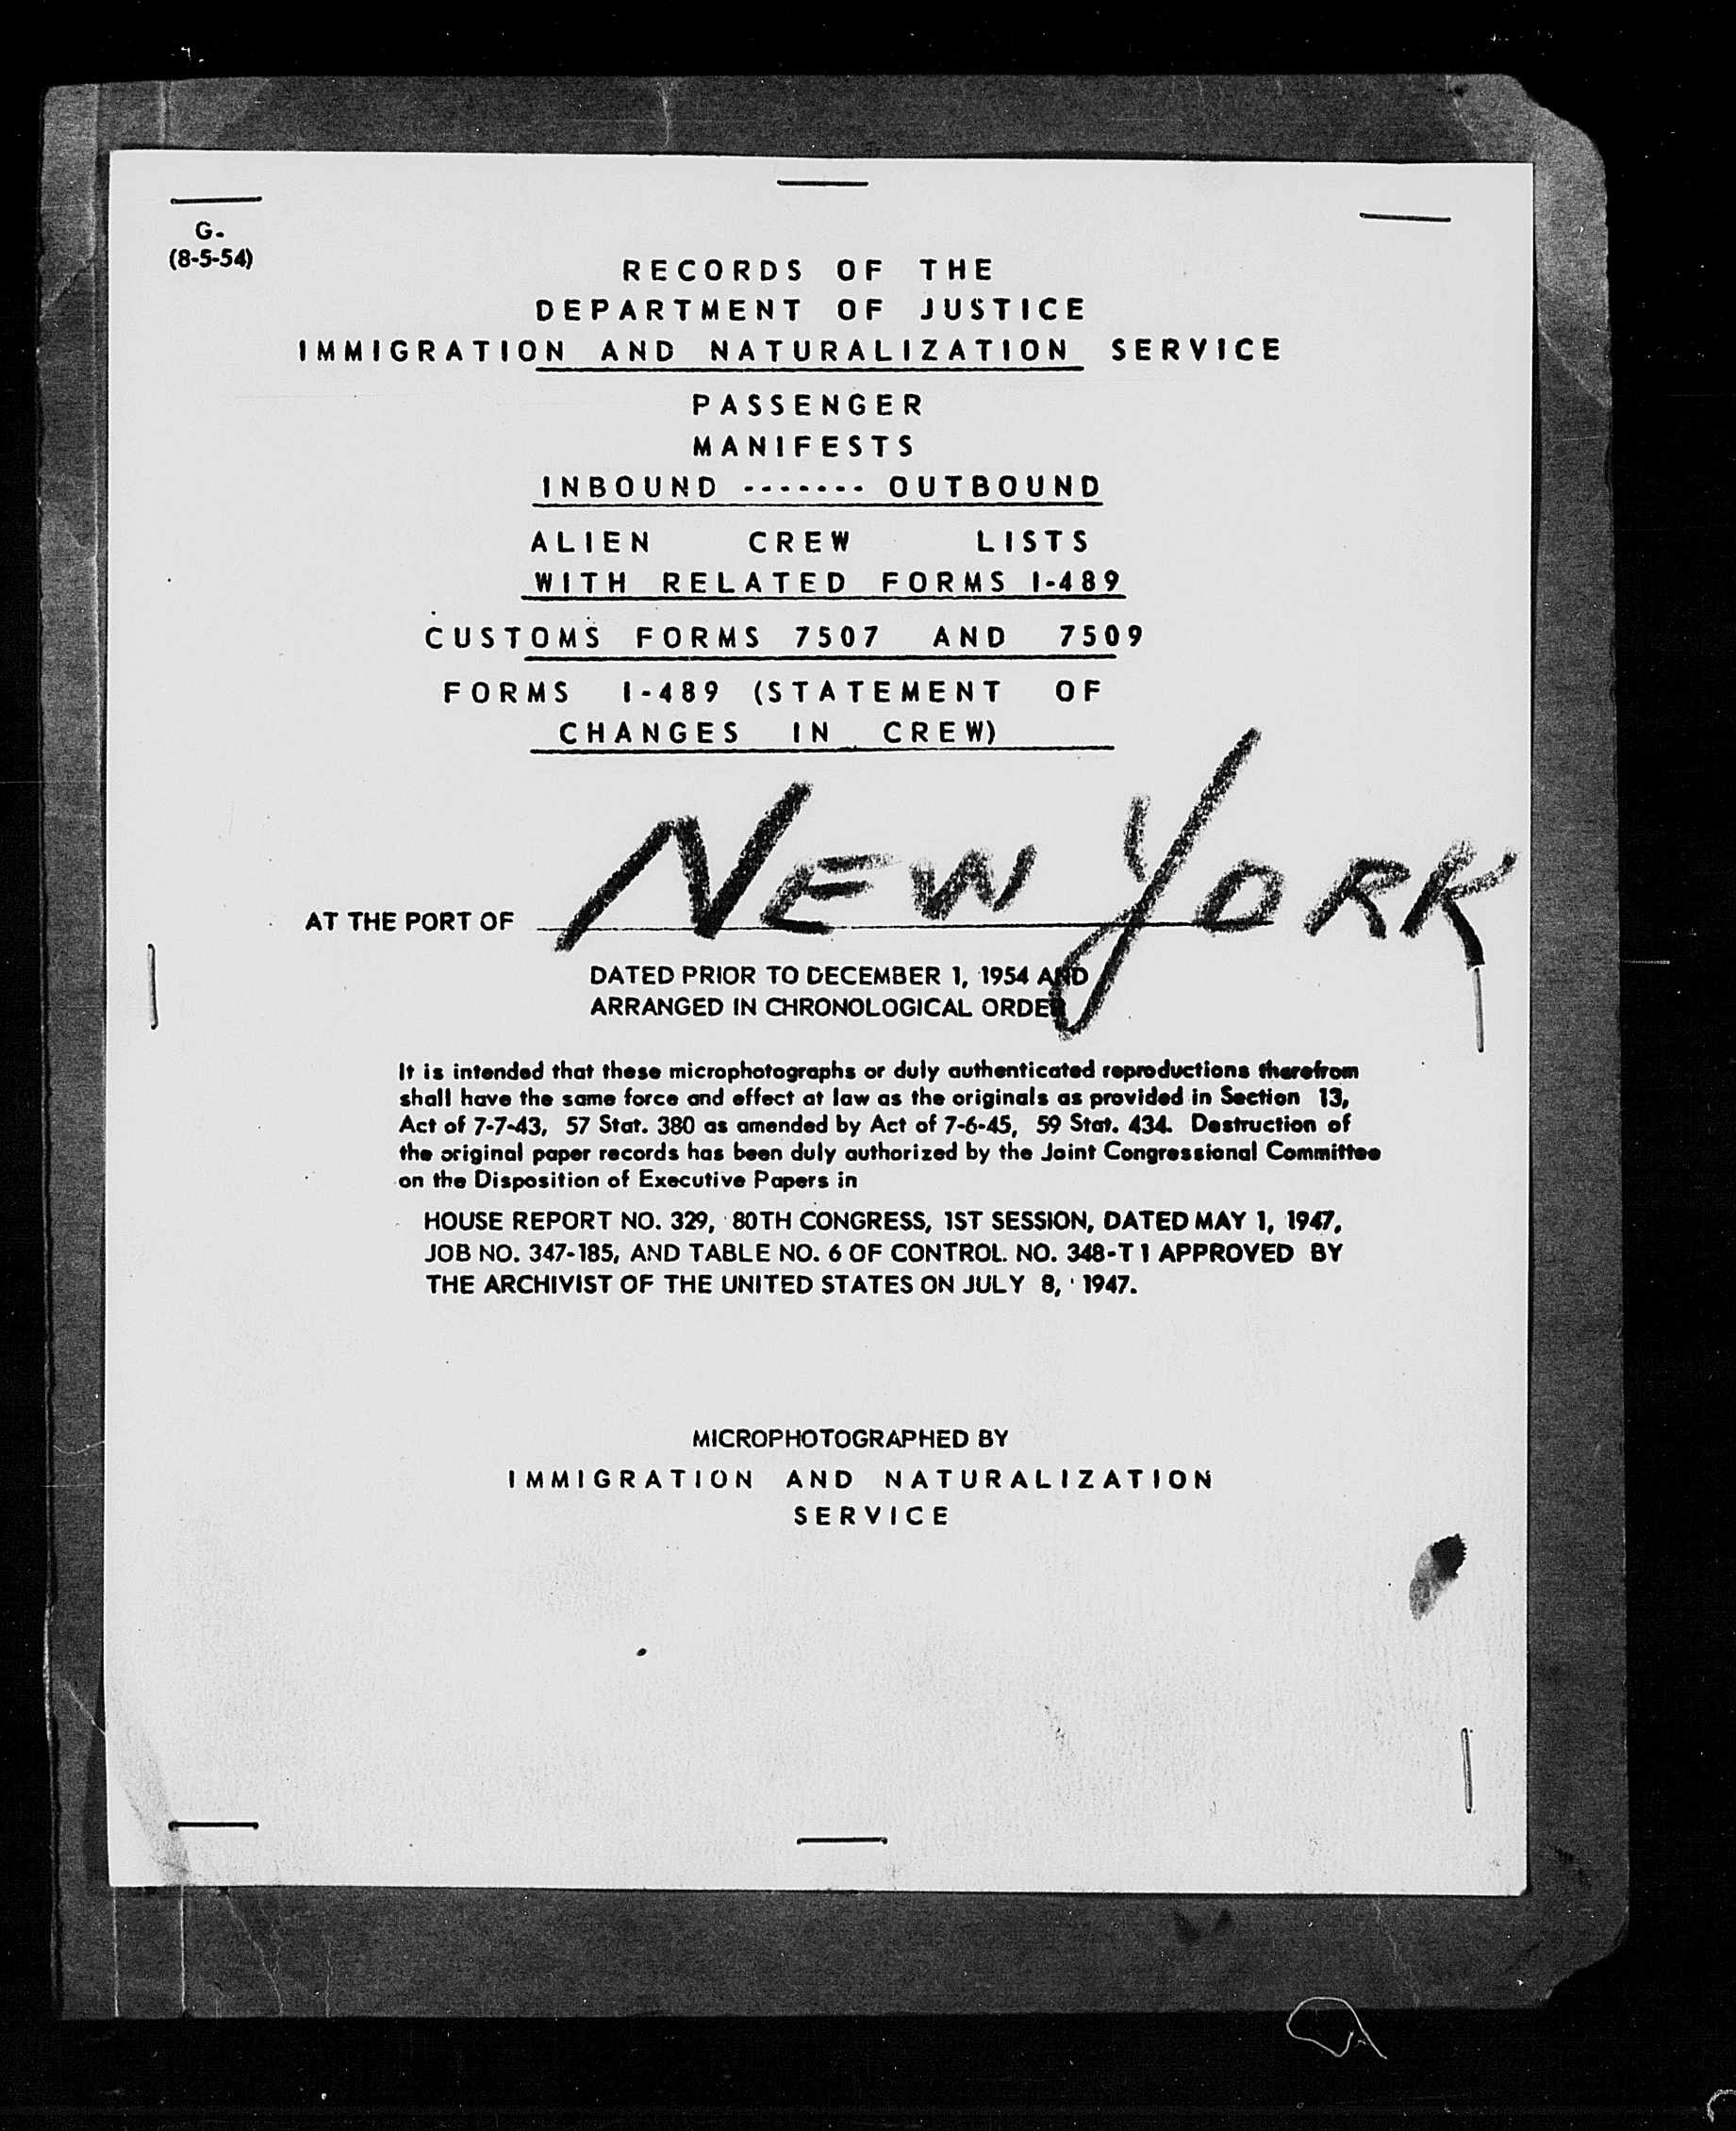 G-
(8-5-54)
RECORDS OF THE
DEPARTMENT OF JUSTICE
IMMIGRATION AND NATURALIZATION SERVICE
PASSENGER
MANIFESTS
INBOUND ------- OUTBOUND
ALIEN CREW LISTS
WITH RELATED FORMS I-489
CUSTOMS FORMS 7507 AND 7509
FORMS I-489 (STATEMENT OF
CHANGES IN CREW)
AT THE PORT OF NEW YORK
DATED PRIOR TO DECEMBER 1, 1954 AND
ARRANGED IN CHRONOLOGICAL ORDER
It is intended that these microphotographs or duly authenticated reproductions therefrom
shall have the same force and effect at law as the originals as provided in Section 13,
Act of 7-7-43, 57 Stat. 380 as amended by Act of 7-6-45, 59 Stat. 434. Destruction of
the original paper records has been duly authorized by the Joint Congressional Committee
on the Disposition of Executive Papers in
HOUSE REPORT NO. 329, 80TH CONGRESS, 1ST SESSION, DATED MAY 1, 1947,
JOB NO. 347-185, AND TABLE NO. 6 OF CONTROL. NO. 348-T1 APPROVED BY
THE ARCHIVIST OF THE UNITED STATES ON JULY 8, 1947.
MICROPHOTOGRAPHED BY
IMMIGRATION AND NATURALIZATION
SERVICE